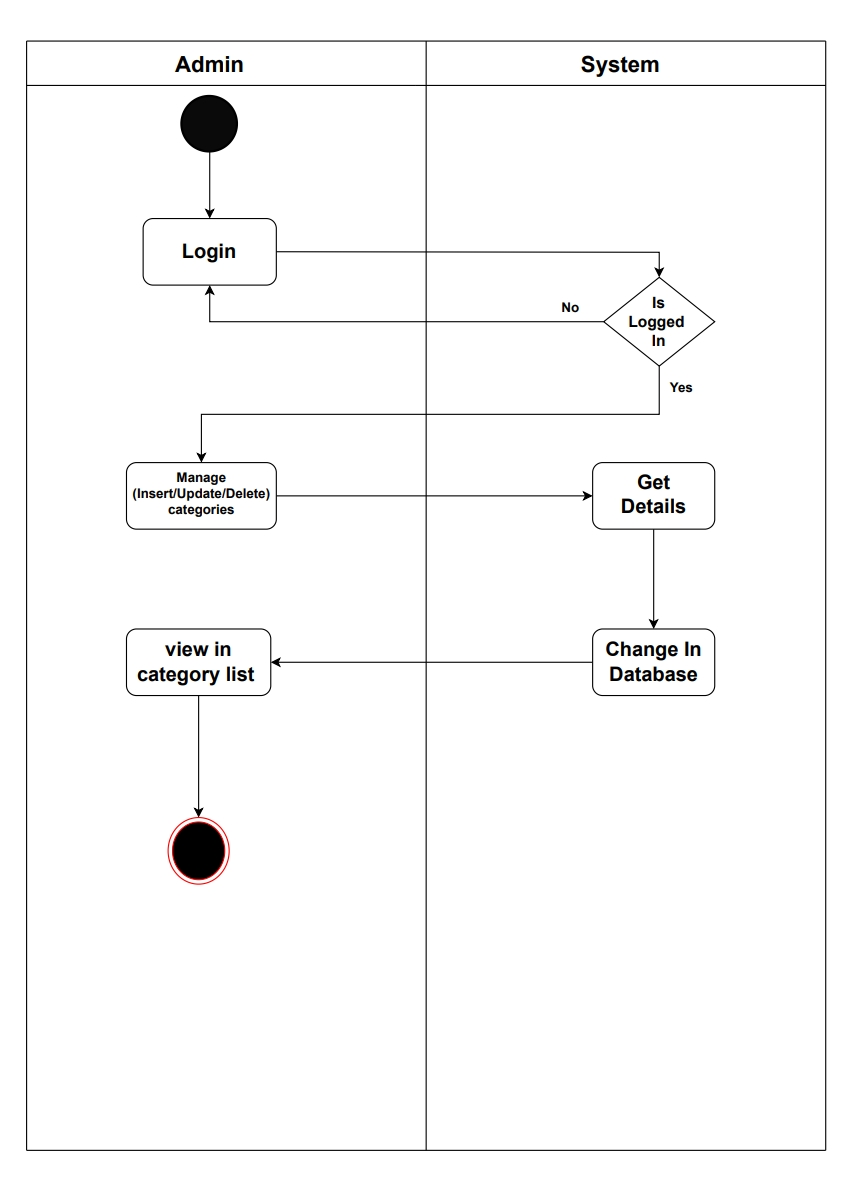 Admin
System
Login
Is
Logged
In
No
Yes
Manage
(Insert/Update/Delete)
categories
Get
Details
view in
category list
Change In
Database